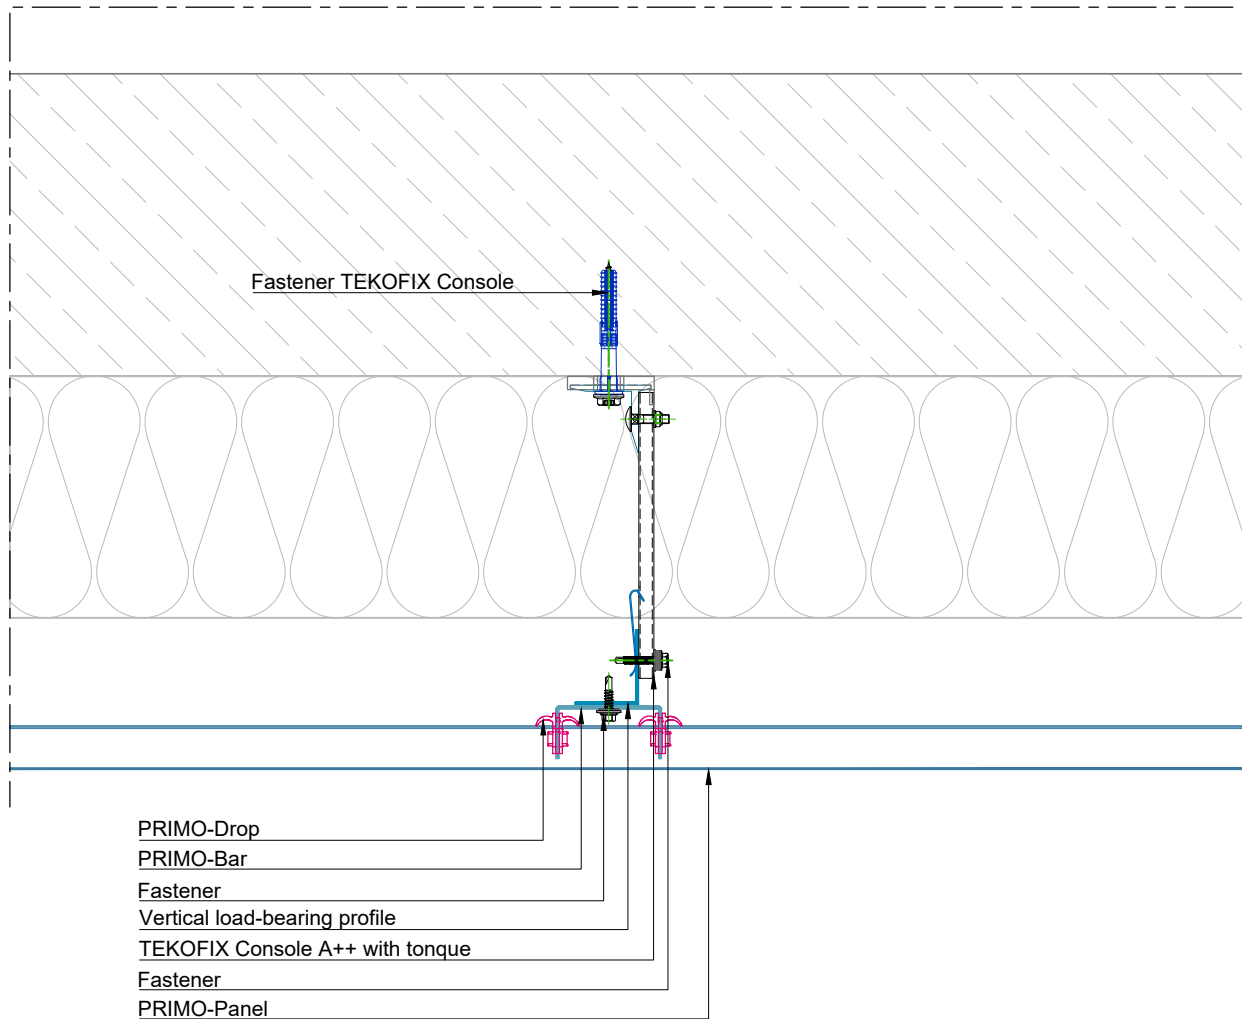 Fastener TEKOFIX Console
PRIMO-Drop
PRIMO-Bar
Fastener
Vertical load-bearing profile
TEKOFIX Console A++ with tonque
Fastener
PRIMO-Panel